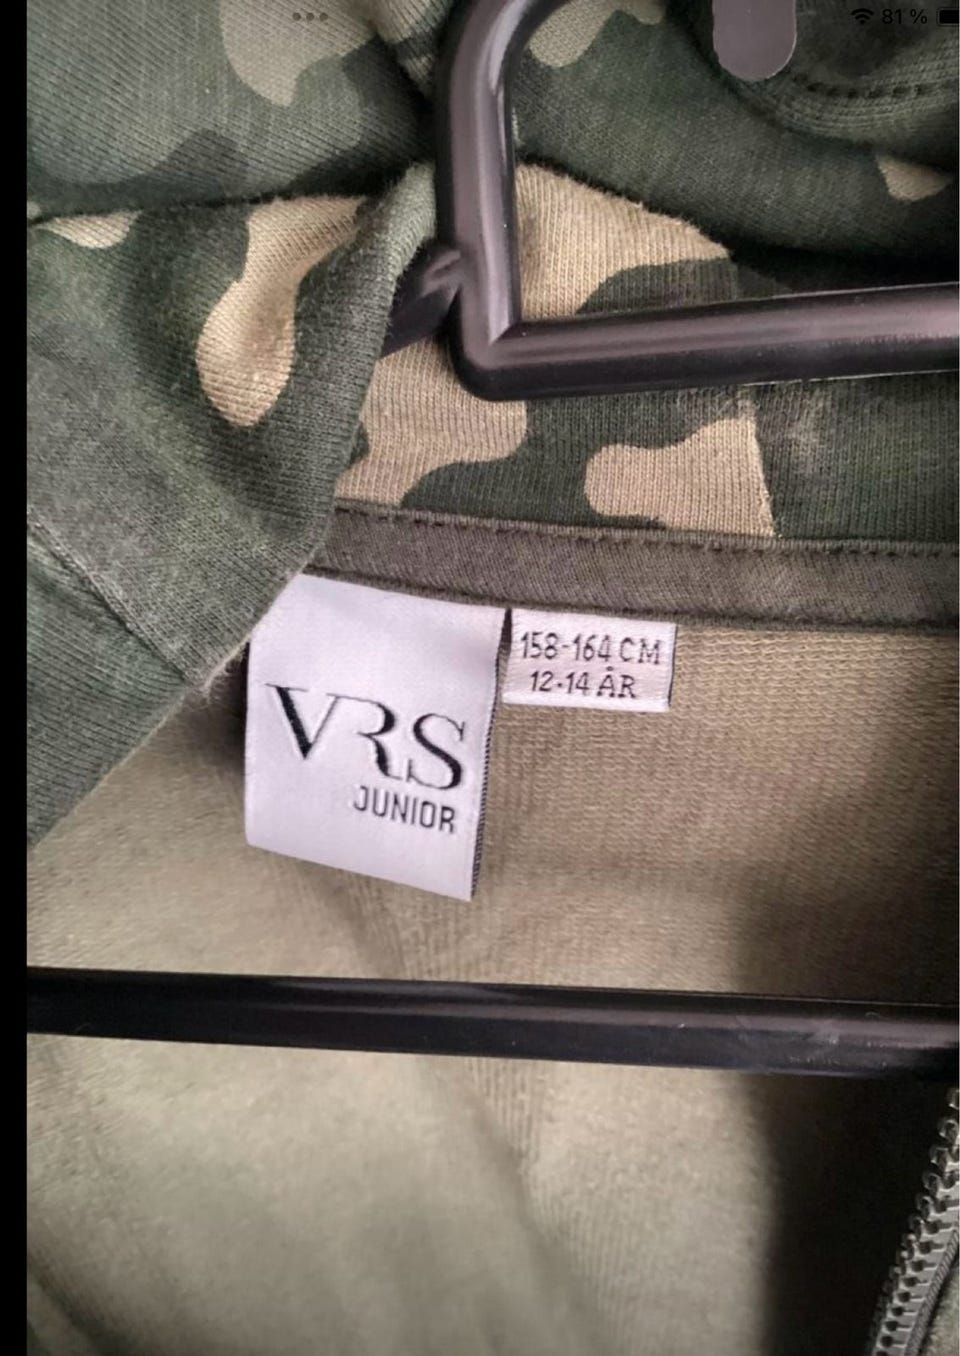 81%
VRS
JUNIOR
158-164 CM
12-14 ÅR